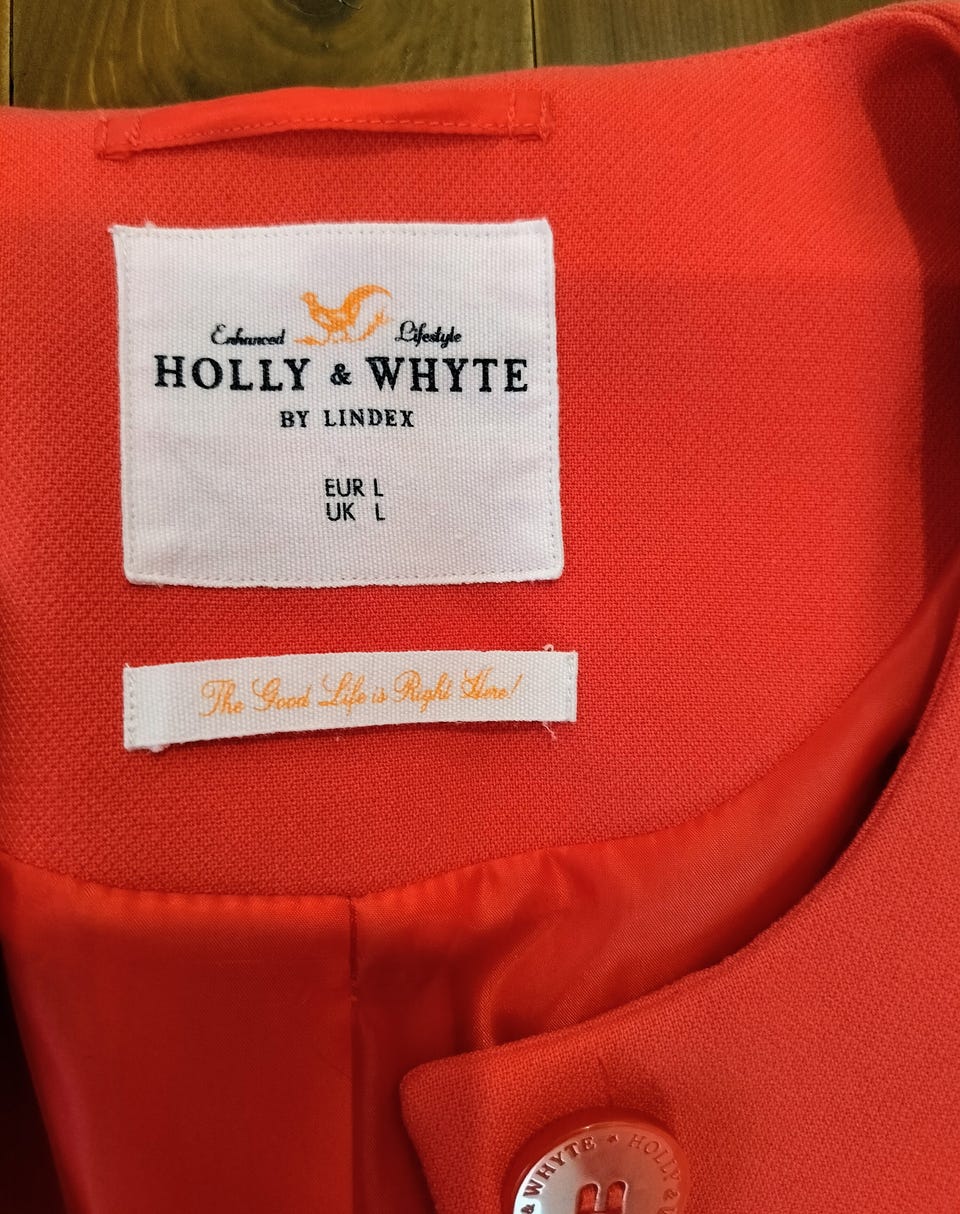 Enhanced Lifestyle
HOLLY & WHYTE
BY LINDEX
EUR L
UK L
The Good Life is Right Here!
& WHYTE * HOLLY &